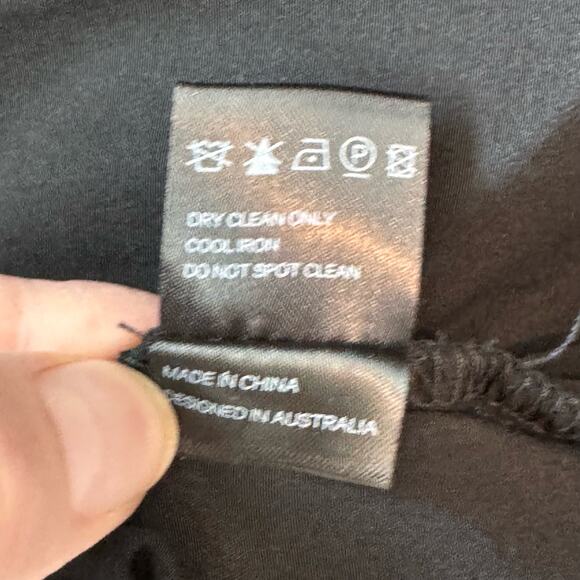 P
DRY CLEAN ONLY
COOL IRON
DO NOT SPOT CLEAN
MADE IN CHINA
DESIGNED IN AUSTRALIA